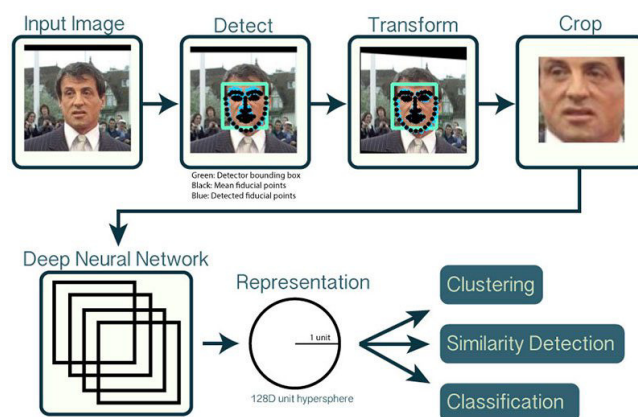 Input Image
Detect
Transform
Crop
Green: Detector bounding box
Black: Mean fiducial points
Blue: Detected fiducial points
Deep Neural Network
Representation
1 unit
128D unit hypersphere
Clustering
Similarity Detection
Classification